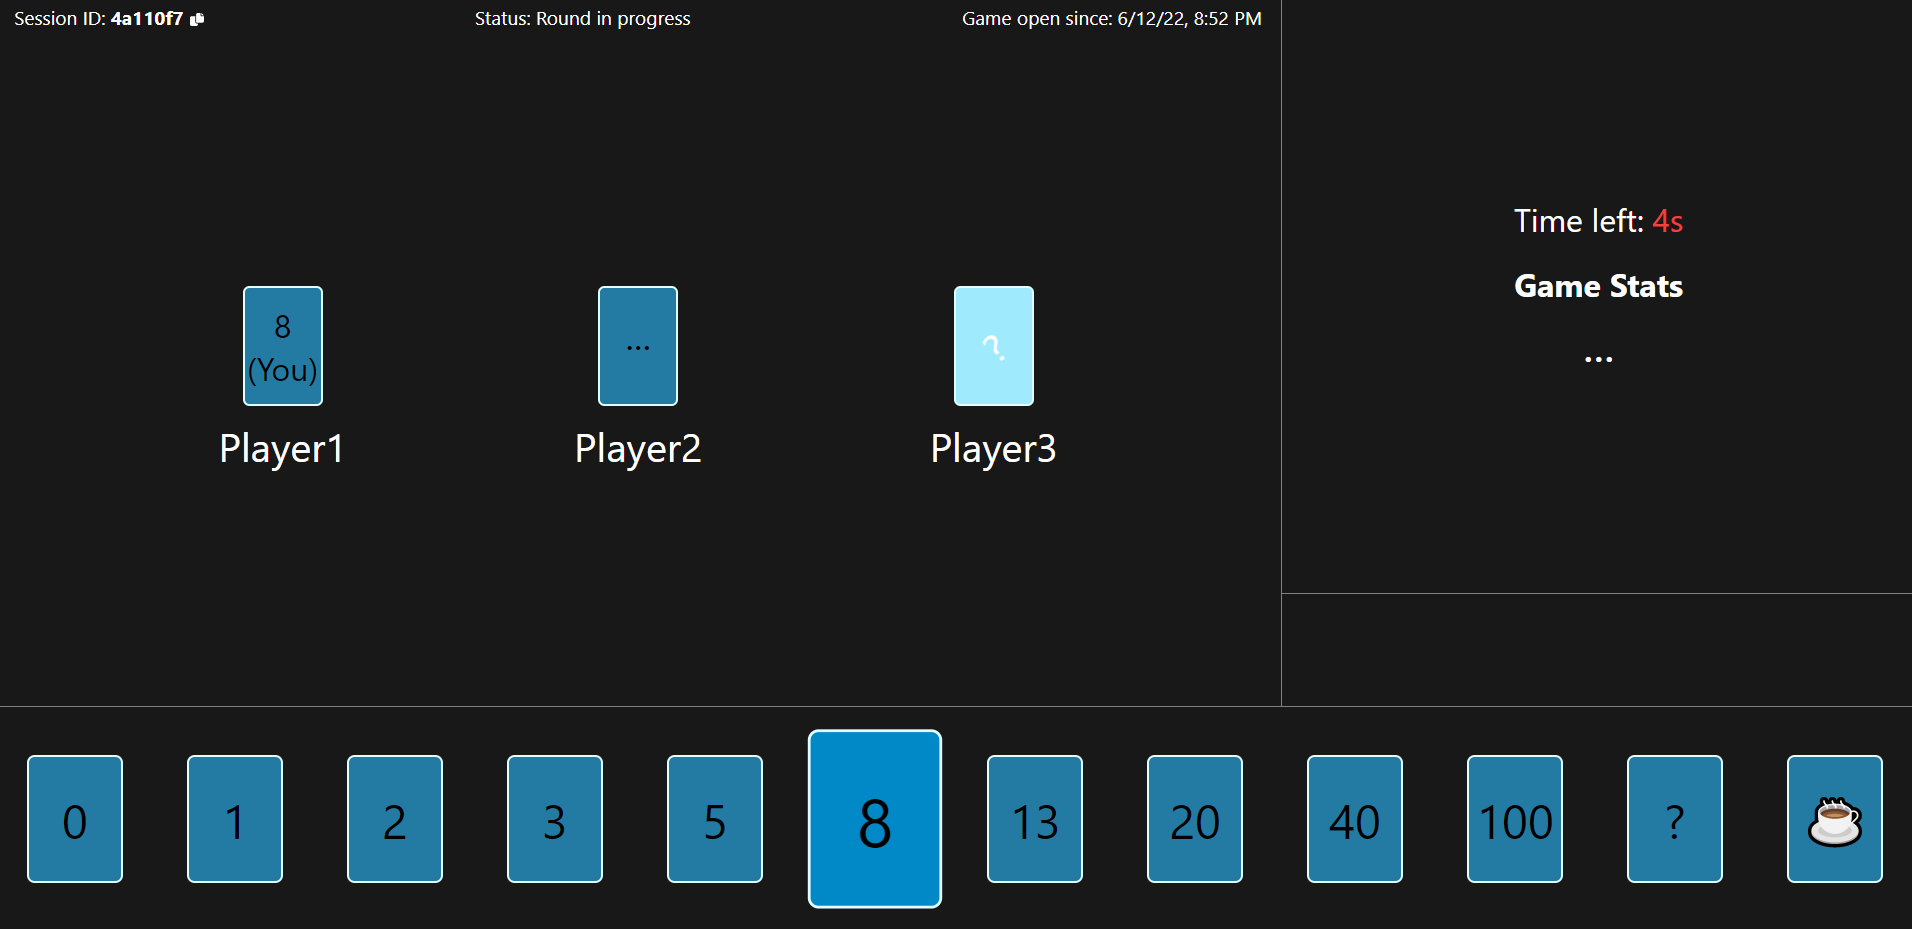 Session ID: 4a110f7
Status: Round in progress
Game open since: 6/12/22, 8:52 PM
Time left: 4s
Game Stats
...
8
(You)
...
?
Player1
Player2
Player3
0
1
2
3
5
8
13
20
40
100
?